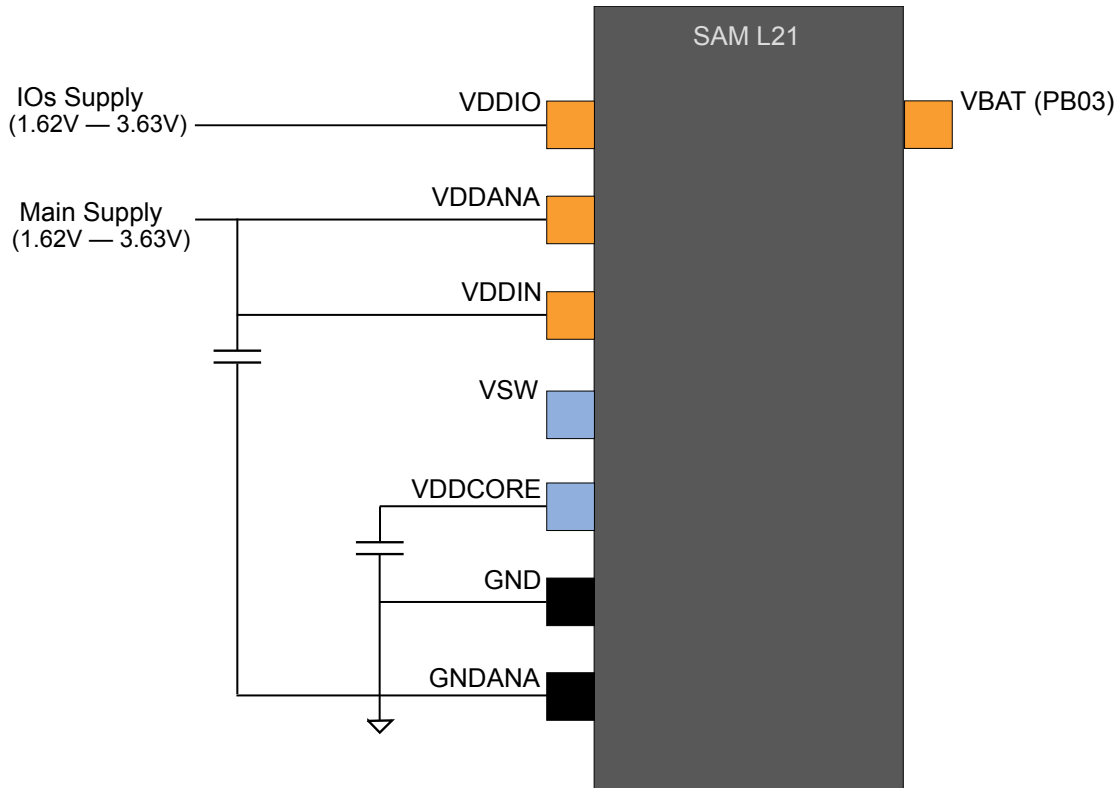 SAM L21
IOs Supply
(1.62V — 3.63V)
VDDIO
VBAT (PB03)
Main Supply
(1.62V — 3.63V)
VDDANA
VDDIN
VSW
VDDCORE
GND
GNDANA